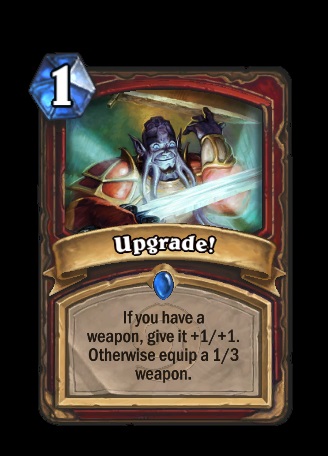 1
Upgrade!
If you have a
weapon, give it +1/+1.
Otherwise equip a 1/3
weapon.